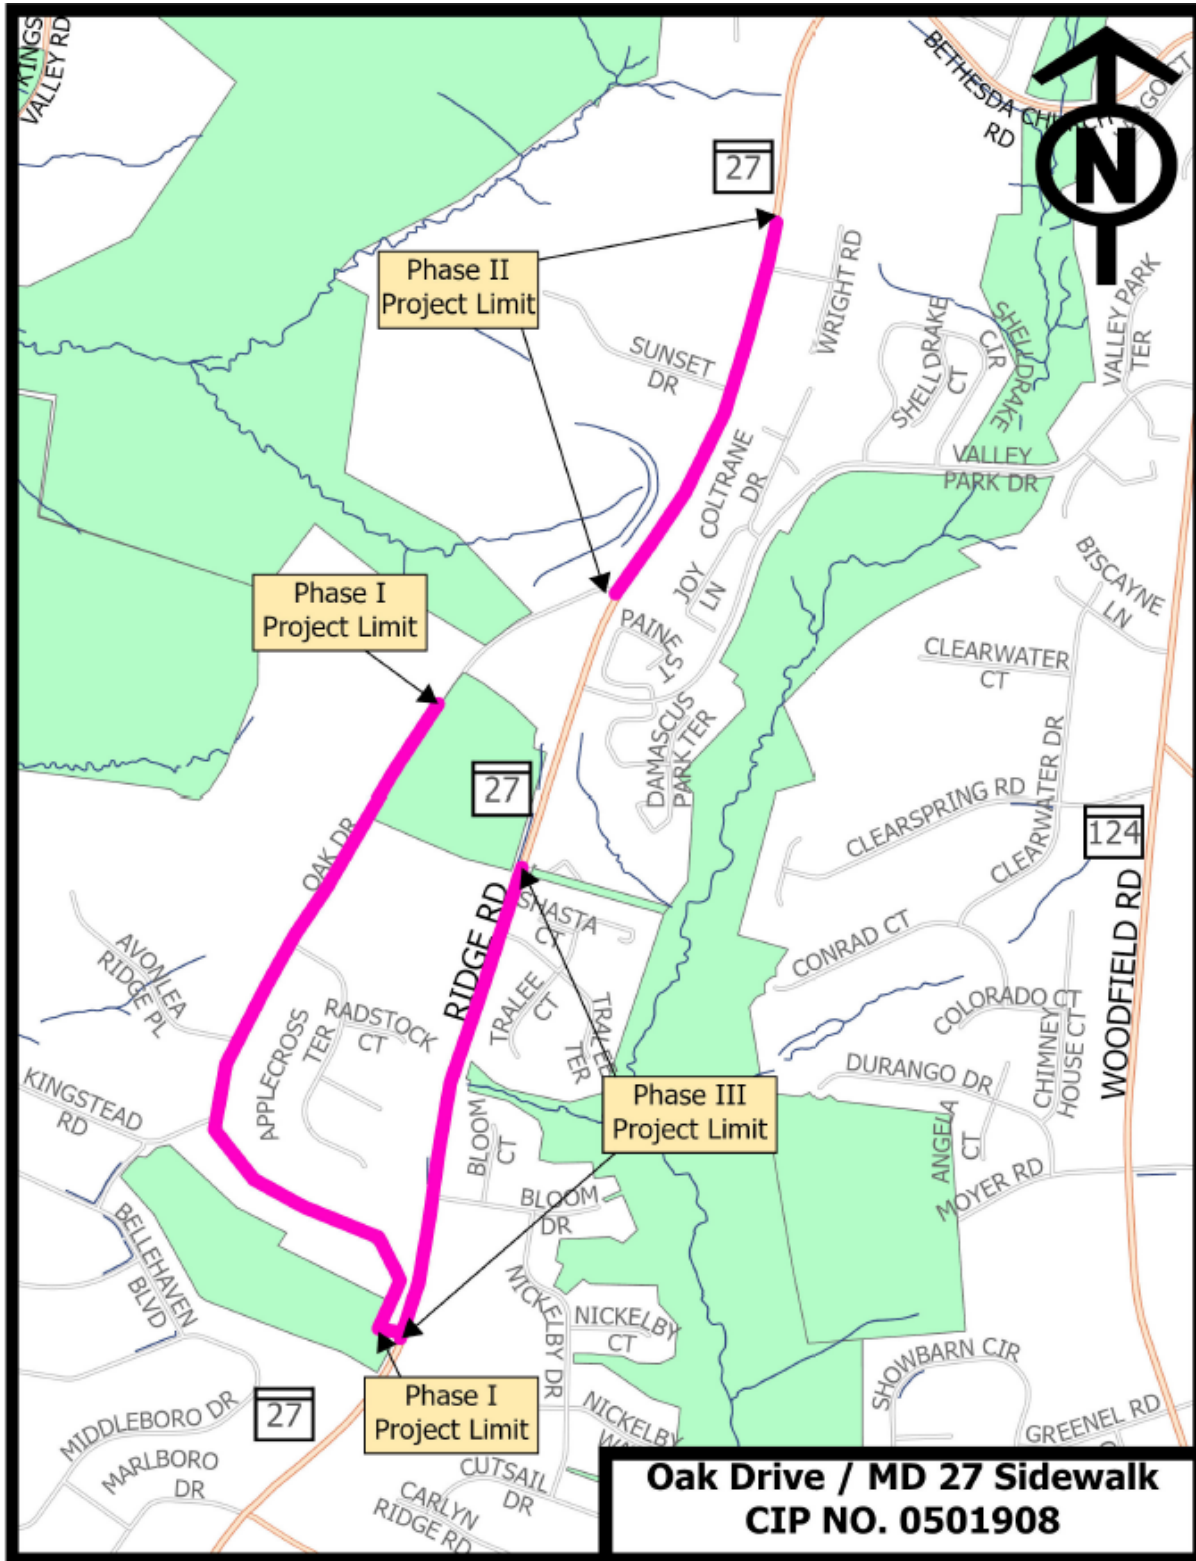 KINGS
VALLEY RD
BETHESDA CHURCH
RD
N
27
Phase II
Project Limit
WRIGHT RD
SUNSET
DR
SHELLDRAKE
CT
CIR
SHELLDRAKE
VALLEY PARK
TER
VALLEY
PARK DR
COLTRANE
DR
JOY
LN
BISCAYNE
LN
Phase I
Project Limit
PAINE
ST
CLEARWATER
CT
DAMASCUS
PARK TER
27
CLEARSPRING RD
CLEARWATER DR
124
OAK DR
RIDGE RD
SHASTA
CT
WOODFIELD RD
AVONLEA
RIDGE PL
CONRAD CT
TRALEE
CT
TRALEE
TER
RADSTOCK
CT
APPLECROSS
TER
COLORADO CT
CHIMNEY
HOUSE CT
KINGSTEAD
RD
DURANGO DR
Phase III
Project Limit
BLOOM
CT
ANGELA
CT
MOYER RD
BLOOM
DR
BELLEHAVEN
BLVD
NICKELBY DR
NICKELBY
CT
SHOWBARN CIR
Phase I
Project Limit
27
MIDDLEBORO DR
NICKELBY
GREENEL RD
MARLBORO
DR
CUTSAIL
DR
CARLYN
RIDGE RD
Oak Drive / MD 27 Sidewalk
CIP NO. 0501908